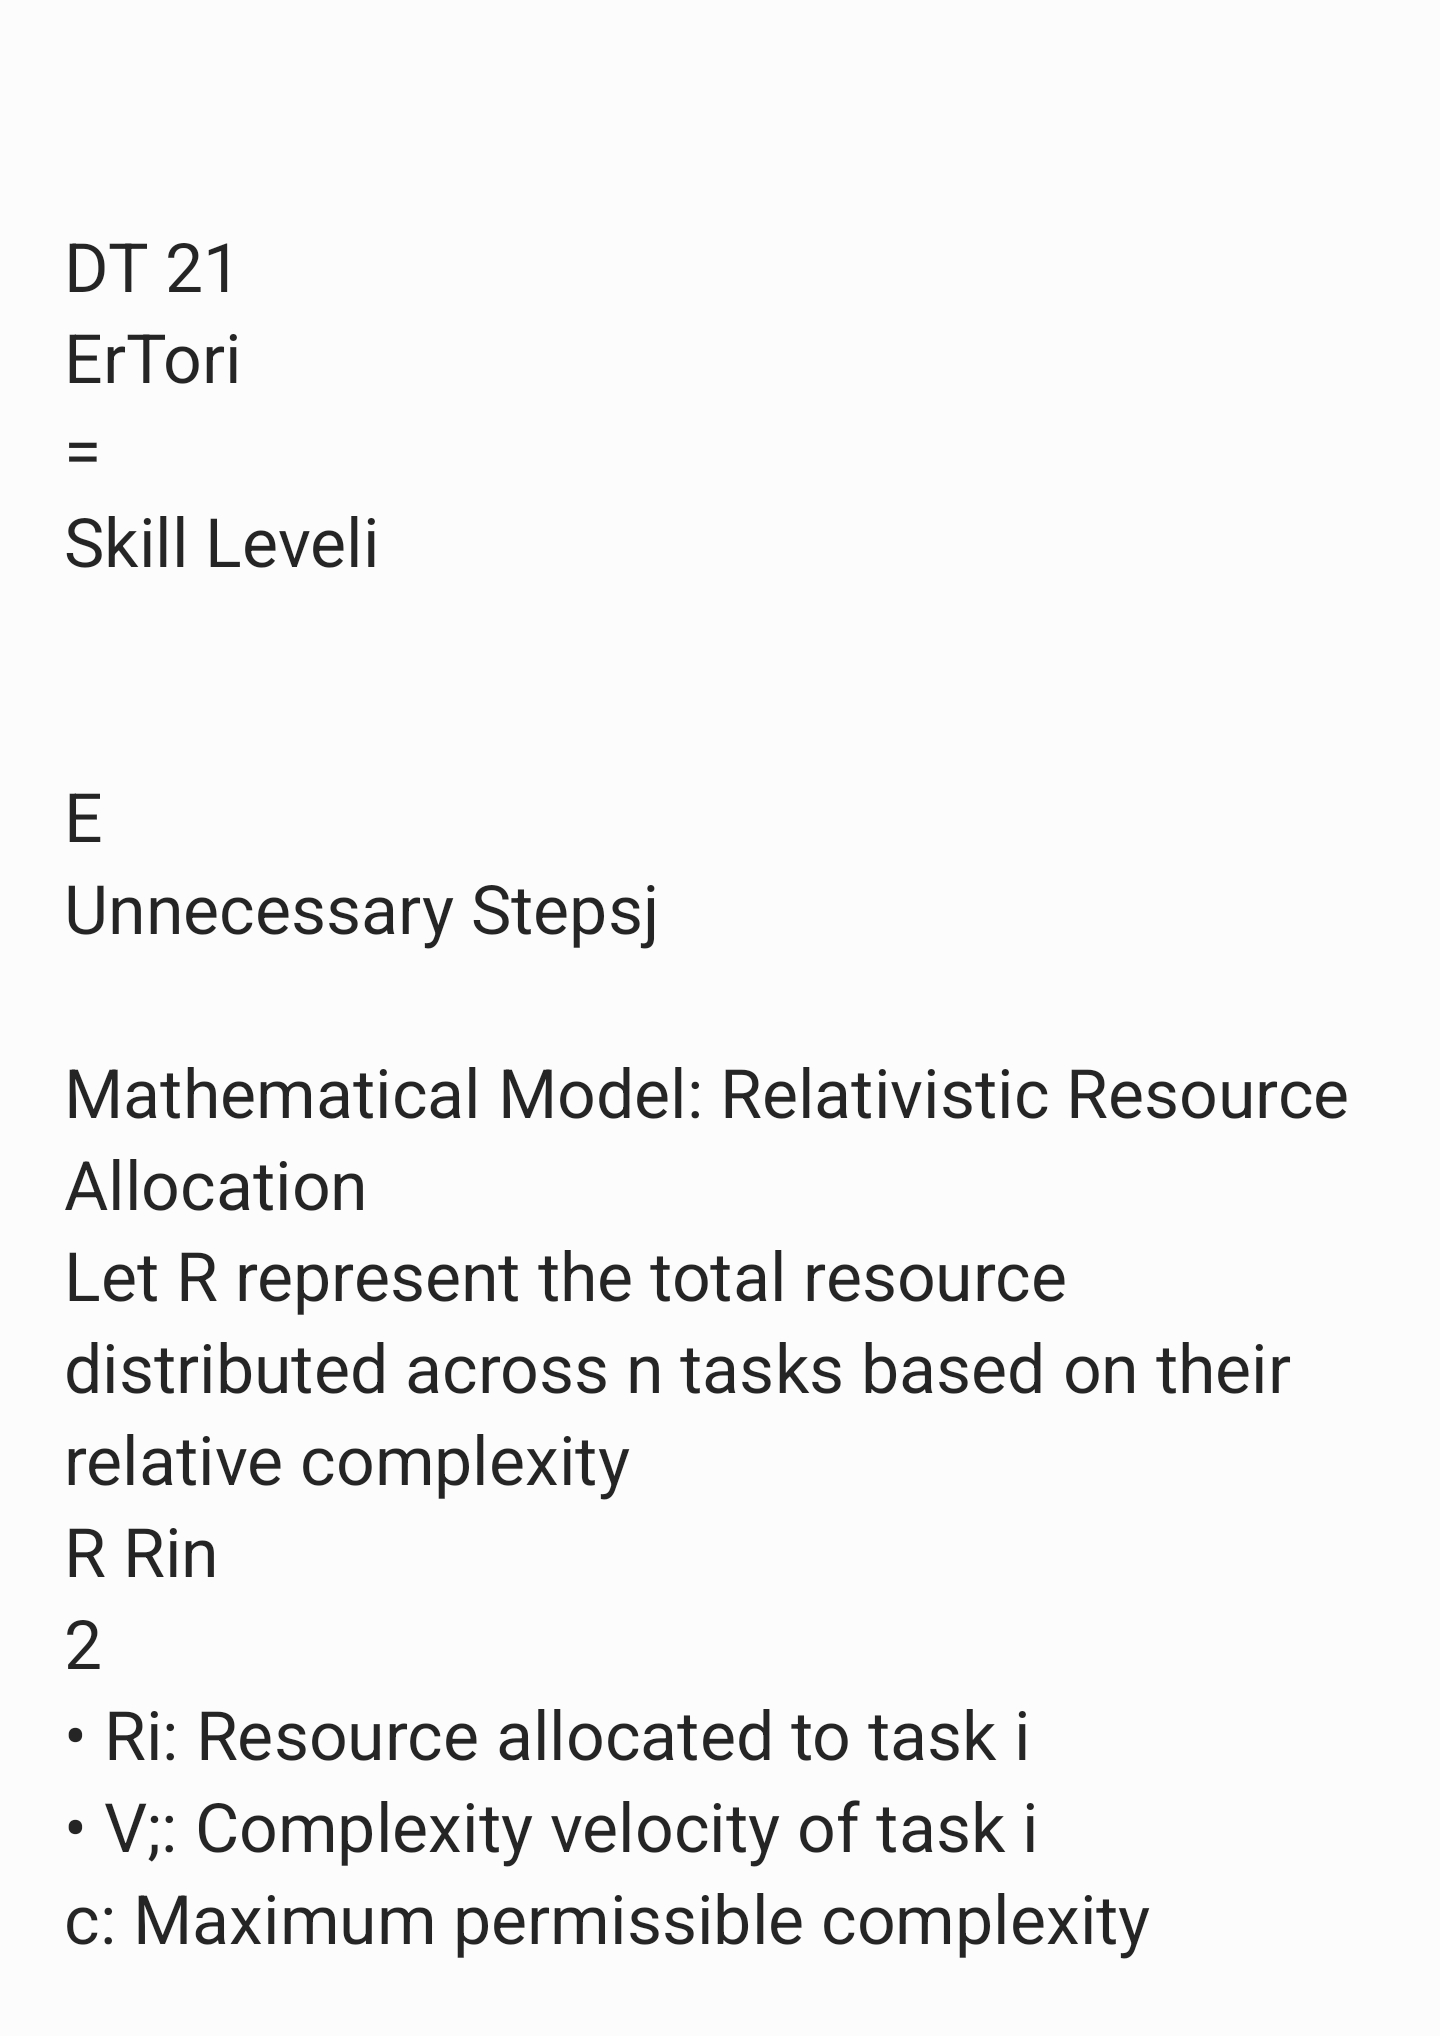 DT 21
ErTori
=
Skill Leveli
E
Unnecessary Stepsj
Mathematical Model: Relativistic Resource
Allocation
Let R represent the total resource
distributed across n tasks based on their
relative complexity
R Rin
2
• Ri: Resource allocated to task i
• V;: Complexity velocity of task i
c: Maximum permissible complexity